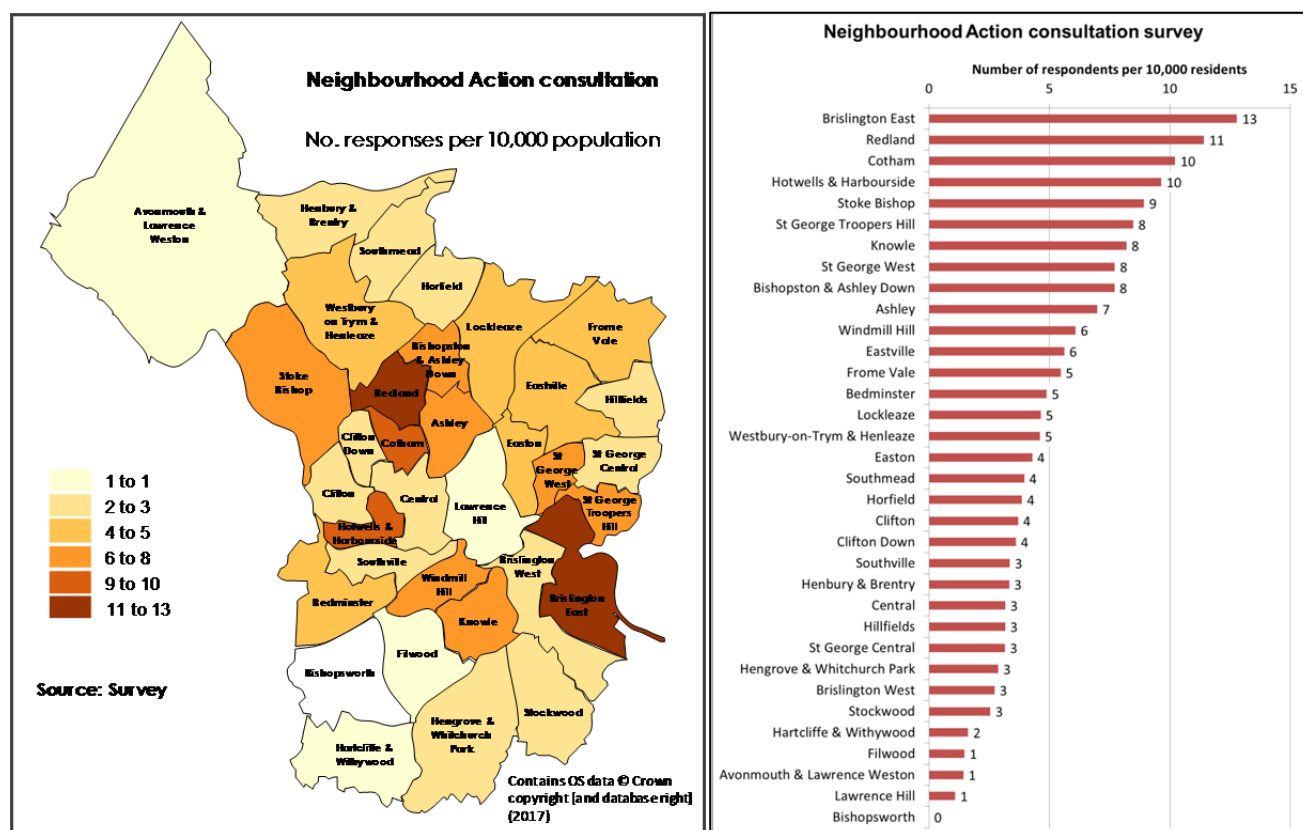 Neighbourhood Action consultation
No. responses per 10,000 population
Avonmouth &
Lawrence
Weston
Henbury &
Brentry
Southmead
Horfield
Westbury
on Trym &
Henleaze
Lockleaze
Frome
Vale
Bishopston
& Ashley
Down
Stoke
Bishop
Redland
Eastville
Hillfields
Ashley
Clifton
Down
Cotham
Easton
St
George
West
St George
Central
Clifton
Central
Lawrence
Hill
St George
Troopers
Hill
Hotwells &
Harbourside
Southville
Brislington
West
Windmill
Hill
Bedminster
Brislington
East
Knowle
Filwood
Bishopsworth
Stockwood
Hengrove &
Whitchurch
Park
Hartcliffe &
Withywood
1 to 1
2 to 3
4 to 5
6 to 8
9 to 10
11 to 13
Source: Survey
Contains OS data © Crown
copyright [and database right]
(2017)
Neighbourhood Action consultation survey
Number of respondents per 10,000 residents
0 5 10 15
Brislington East 13
Redland 11
Cotham 10
Hotwells & Harbourside 10
Stoke Bishop 9
St George Troopers Hill 8
Knowle 8
St George West 8
Bishopston & Ashley Down 8
Ashley 7
Windmill Hill 6
Eastville 6
Frome Vale 5
Bedminster 5
Lockleaze 5
Westbury-on-Trym & Henleaze 5
Easton 4
Southmead 4
Horfield 4
Clifton 4
Clifton Down 4
Southville 3
Henbury & Brentry 3
Central 3
Hillfields 3
St George Central 3
Hengrove & Whitchurch Park 3
Brislington West 3
Stockwood 3
Hartcliffe & Withywood 2
Filwood 1
Avonmouth & Lawrence Weston 1
Lawrence Hill 1
Bishopsworth 0